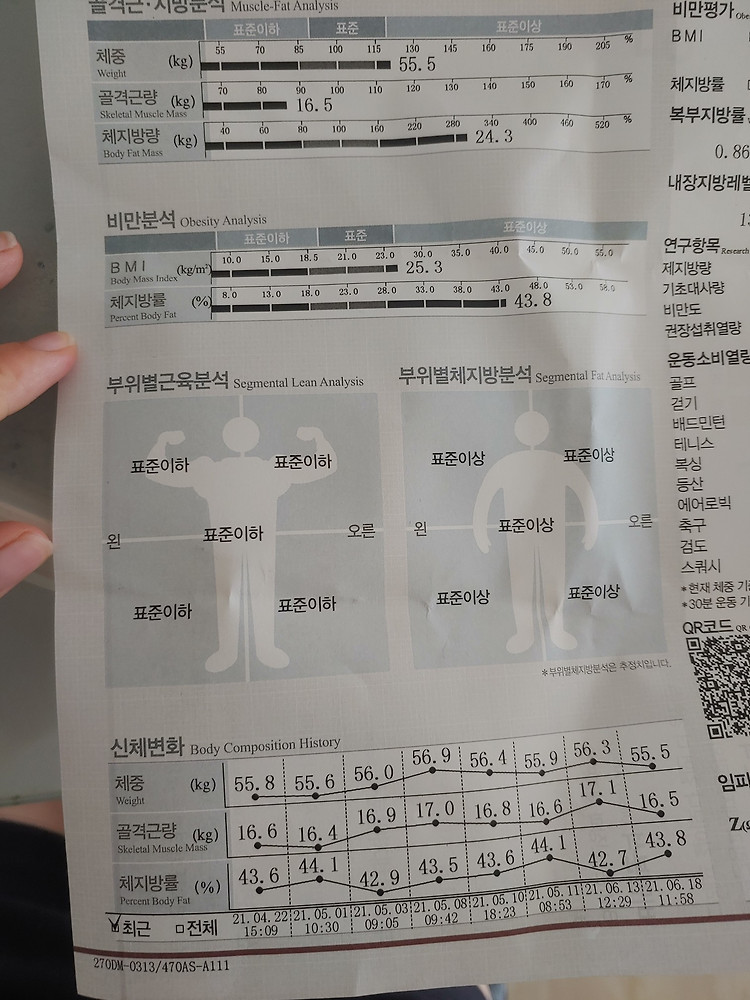 골격근·지방분석 Muscle-Fat Analysis
표준이하 표준 표준이상
체중 (kg) Weight 55 70 85 100 115 130 145 160 175 190 205 %
55.5
골격근량 (kg) Skeletal Muscle Mass 70 80 90 100 110 120 130 140 150 160 170 %
16.5
체지방량 (kg) Body Fat Mass 40 60 80 100 160 220 280 340 400 460 520 %
24.3
비만분석 Obesity Analysis
표준이하 표준 표준이상
BMI (kg/m²) Body Mass Index 10.0 15.0 18.5 21.0 23.0 30.0 35.0 40.0 45.0 50.0 55.0
25.3
체지방률 (%) Percent Body Fat 8.0 13.0 18.0 23.0 28.0 33.0 38.0 43.0 48.0 53.0 58.0
43.8
부위별근육분석 Segmental Lean Analysis
표준이하 표준이하
왼 표준이하 오른
표준이하 표준이하
부위별체지방분석 Segmental Fat Analysis
표준이상 표준이상
왼 표준이상 오른
표준이상 표준이상
*부위별체지방분석은 추정치입니다.
신체변화 Body Composition History
체중 (kg) Weight 55.8 55.6 56.0 56.9 56.4 55.9 56.3 55.5
골격근량 (kg) Skeletal Muscle Mass 16.6 16.4 16.9 17.0 16.8 16.6 17.1 16.5
체지방률 (%) Percent Body Fat 43.6 44.1 42.9 43.5 43.6 44.1 42.7 43.8
최근 전체 21.04.22 21.05.01 21.05.03 21.05.08 21.05.10 21.05.11 21.06.13 21.06.18
15:09 10:30 09:05 09:42 18:23 08:53 12:29 11:58
270DM-0313/470AS-A111
비만평가
BMI
체지방률
복부지방률
0.86
내장지방레벨
연구항목 Research
제지방량
기초대사량
비만도
권장섭취열량
운동소비열량
골프
걷기
배드민턴
테니스
복싱
등산
에어로빅
축구
검도
스쿼시
*현재 체중
*30분 운동
QR코드 QR
임피